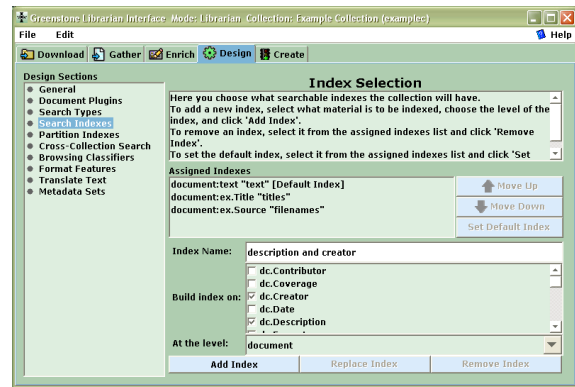 Greenstone Librarian Interface Mode: Librarian Collection: Example Collection (examplec)
File Edit Help
Download Gather Enrich Design Create
Design Sections
General
Document Plugins
Search Types
Search Indexes
Partition Indexes
Cross-Collection Search
Browsing Classifiers
Format Features
Translate Text
Metadata Sets
Index Selection
Here you choose what searchable indexes the collection will have.
To add a new index, select what material is to be indexed, choose the level of the
index, and click 'Add Index'.
To remove an index, select it from the assigned indexes list and click 'Remove
Index'.
To set the default index, select it from the assigned indexes list and click 'Set
Assigned Indexes
document:text "text" [Default Index]
document:ex.Title "titles"
document:ex.Source "filenames"
Move Up
Move Down
Set Default Index
Index Name: description and creator
Build index on:
dc.Contributor
dc.Coverage
dc.Creator
dc.Date
dc.Description
At the level: document
Add Index Replace Index Remove Index